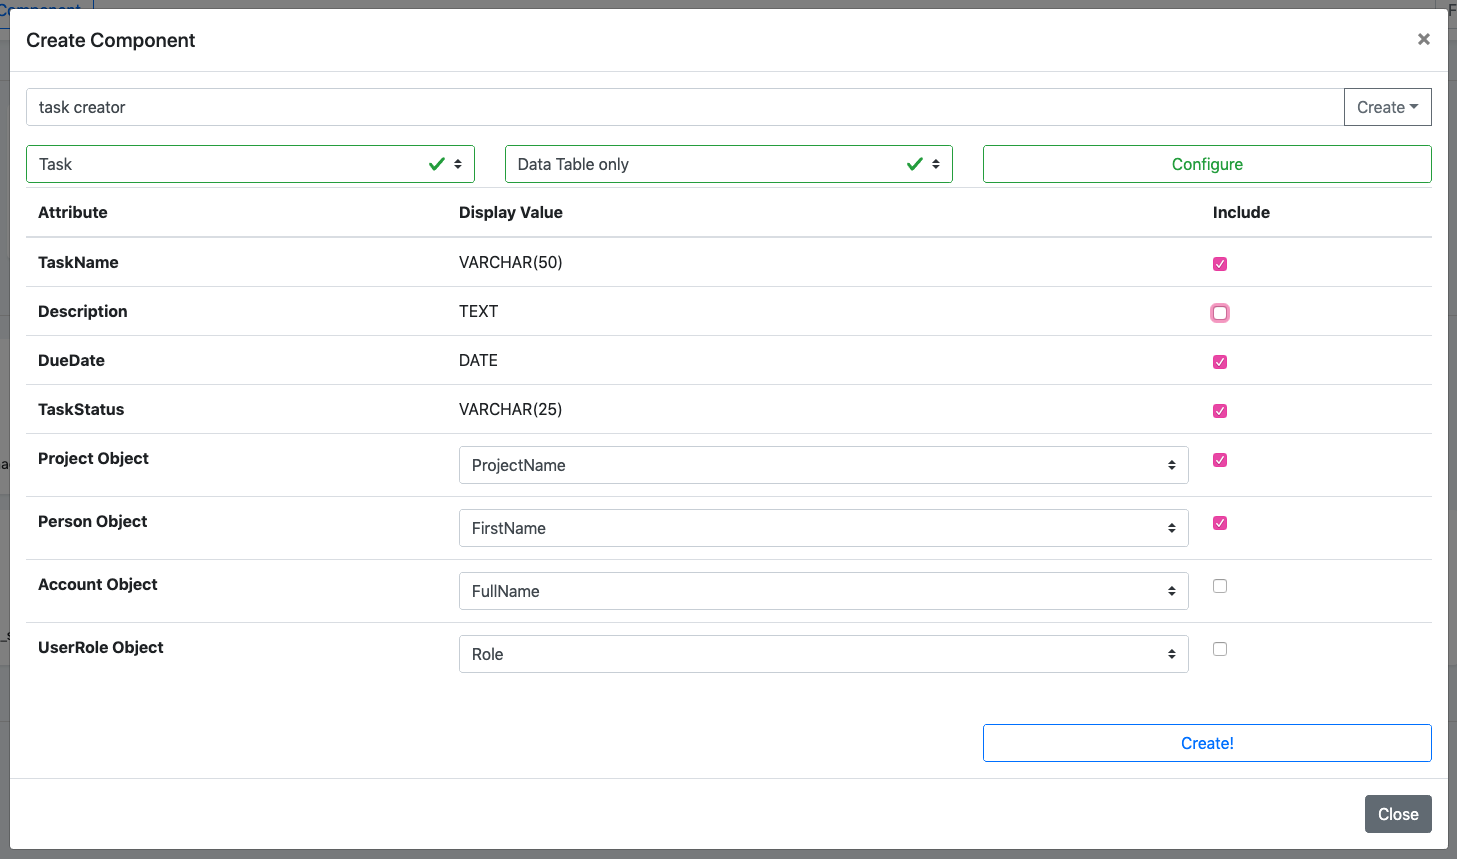 Create Component
×
task creator
Create
Task
Data Table only
Configure
Attribute Display Value Include
TaskName VARCHAR(50)
Description TEXT
DueDate DATE
TaskStatus VARCHAR(25)
Project Object ProjectName
Person Object FirstName
Account Object FullName
UserRole Object Role
Create!
Close